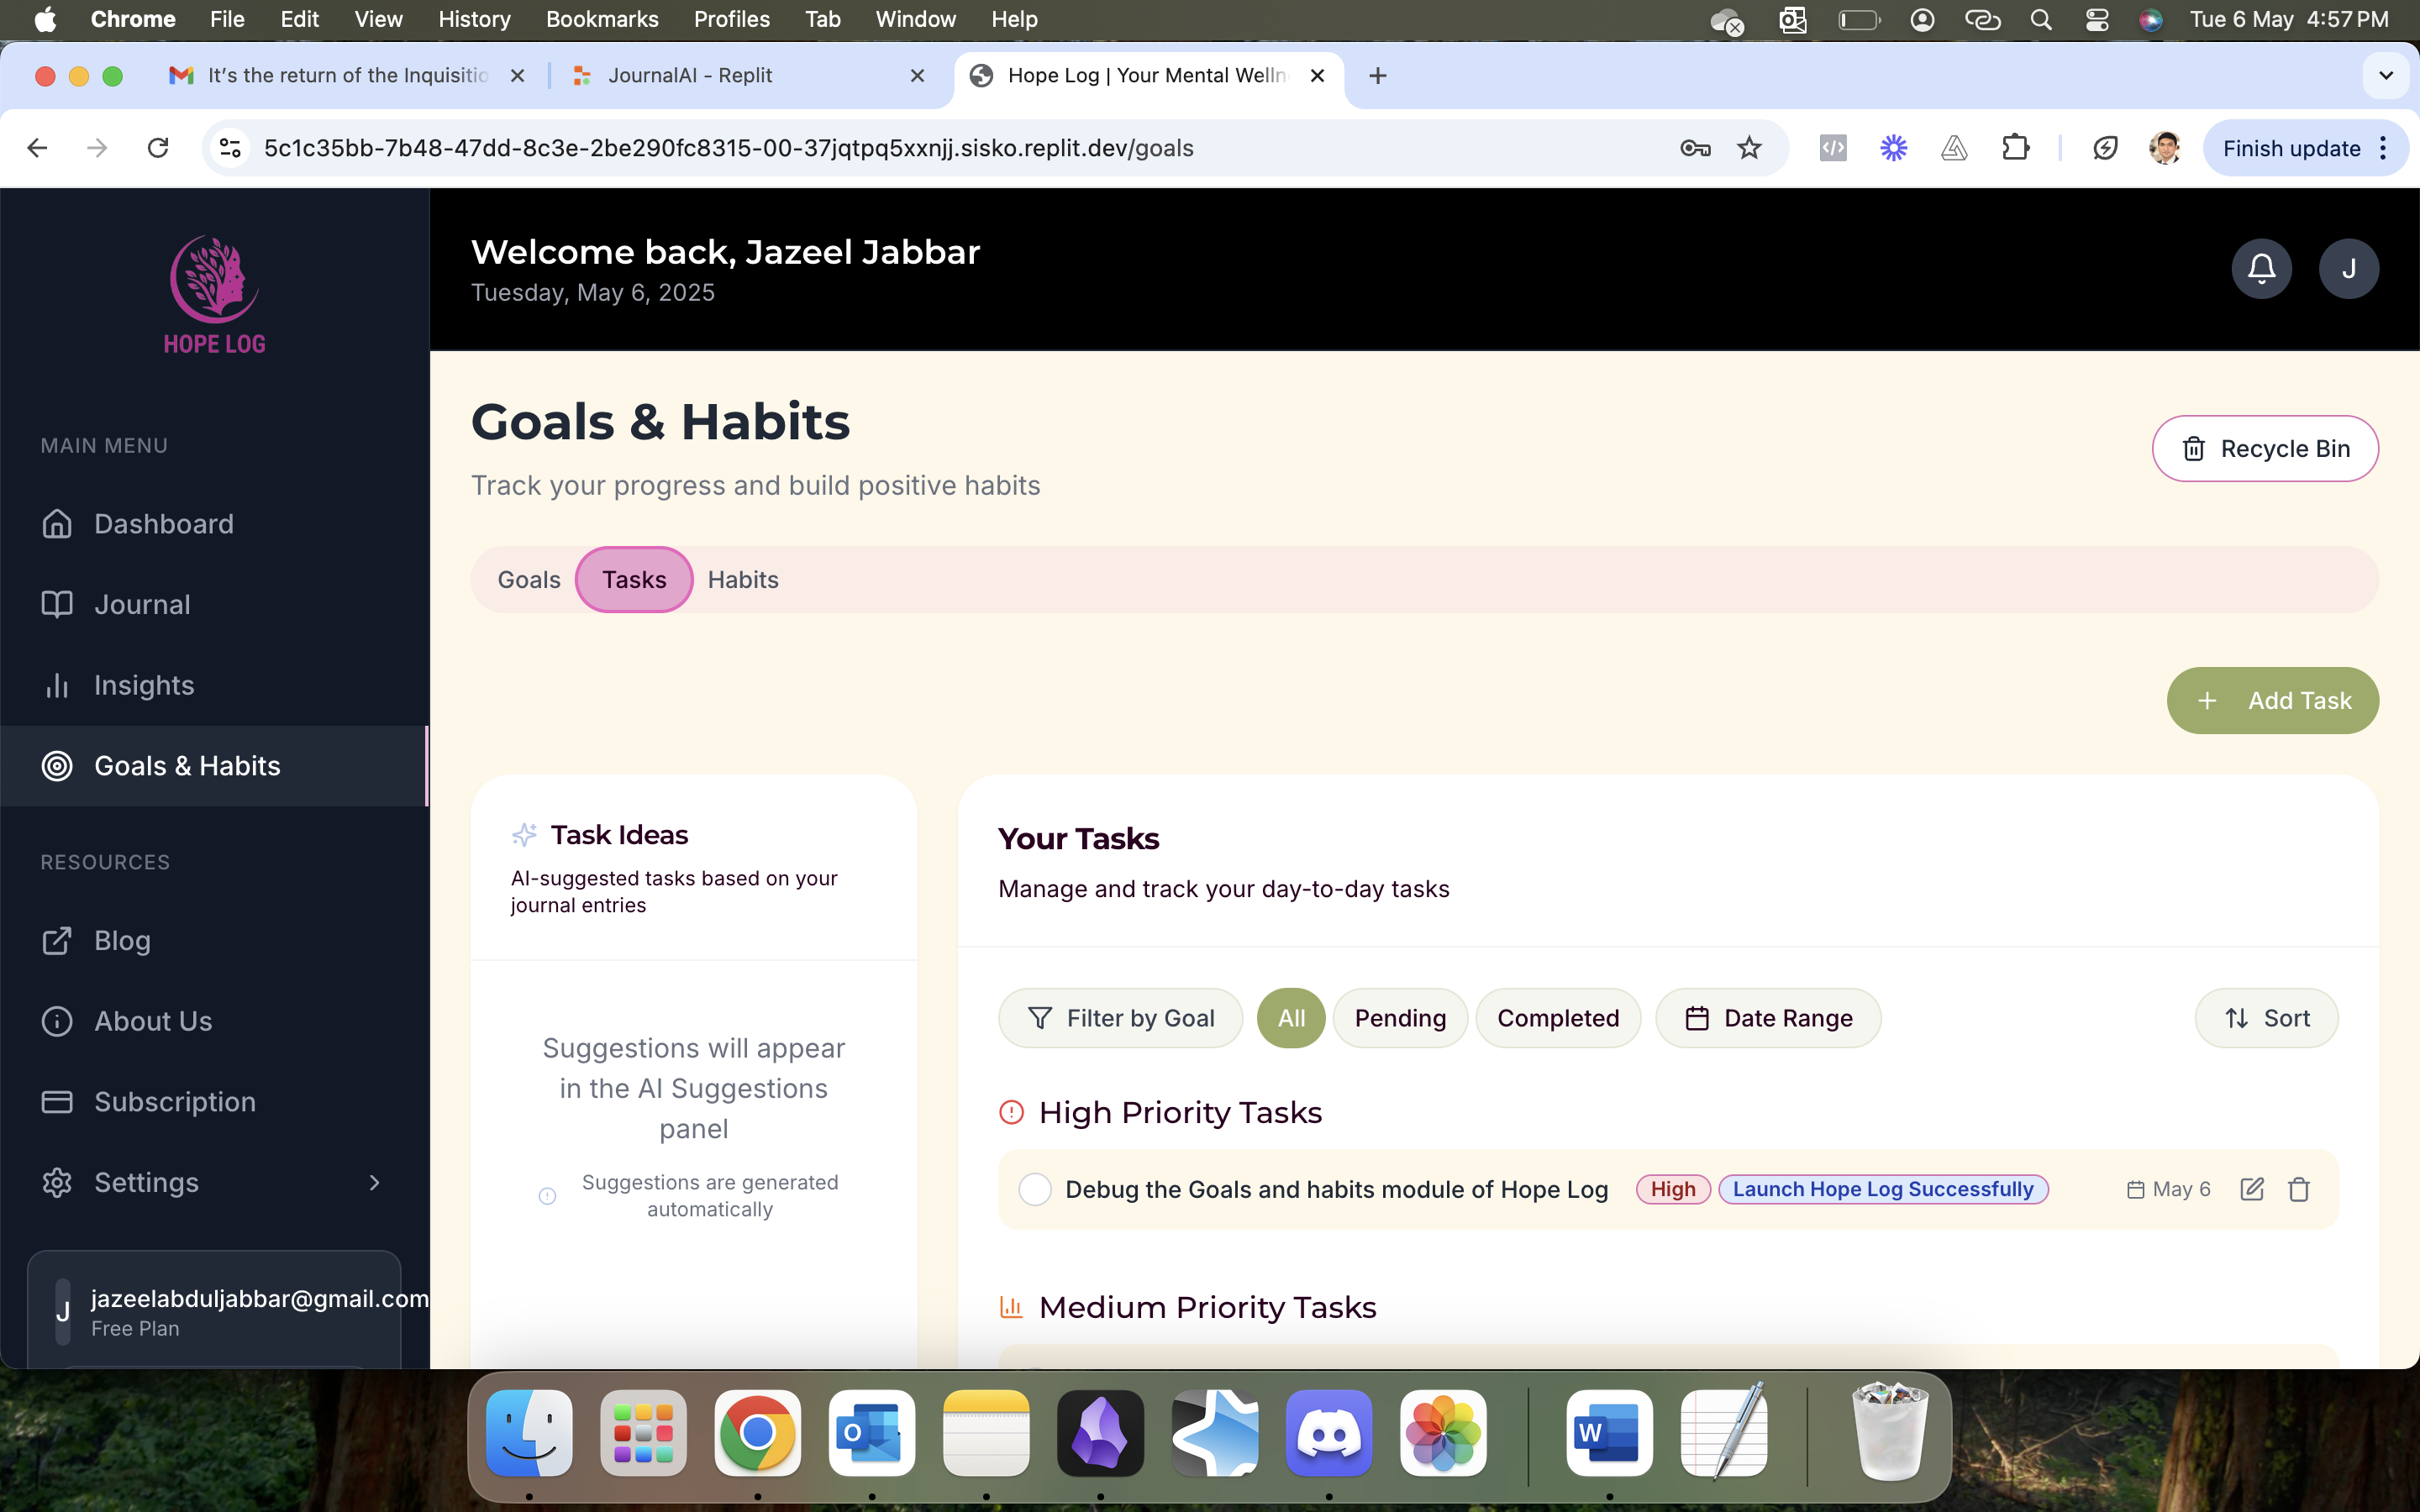 Chrome File Edit View History Bookmarks Profiles Tab Window Help Tue 6 May 4:57 PM
It's the return of the Inquisitio JournalAI - Replit Hope Log | Your Mental Welln
5c1c35bb-7b48-47dd-8c3e-2be290fc8315-00-37jqtpq5xxnjj.sisko.replit.dev/goals Finish update
HOPE LOG
MAIN MENU
Dashboard
Journal
Insights
Goals & Habits
RESOURCES
Blog
About Us
Subscription
Settings
J jazeelabduljabbar@gmail.com
Free Plan
Welcome back, Jazeel Jabbar
Tuesday, May 6, 2025
J
Goals & Habits
Track your progress and build positive habits
Recycle Bin
Goals Tasks Habits
+ Add Task
Task Ideas
AI-suggested tasks based on your
journal entries
Suggestions will appear
in the AI Suggestions
panel
Suggestions are generated
automatically
Your Tasks
Manage and track your day-to-day tasks
Filter by Goal All Pending Completed Date Range Sort
High Priority Tasks
Debug the Goals and habits module of Hope Log High Launch Hope Log Successfully May 6
Medium Priority Tasks